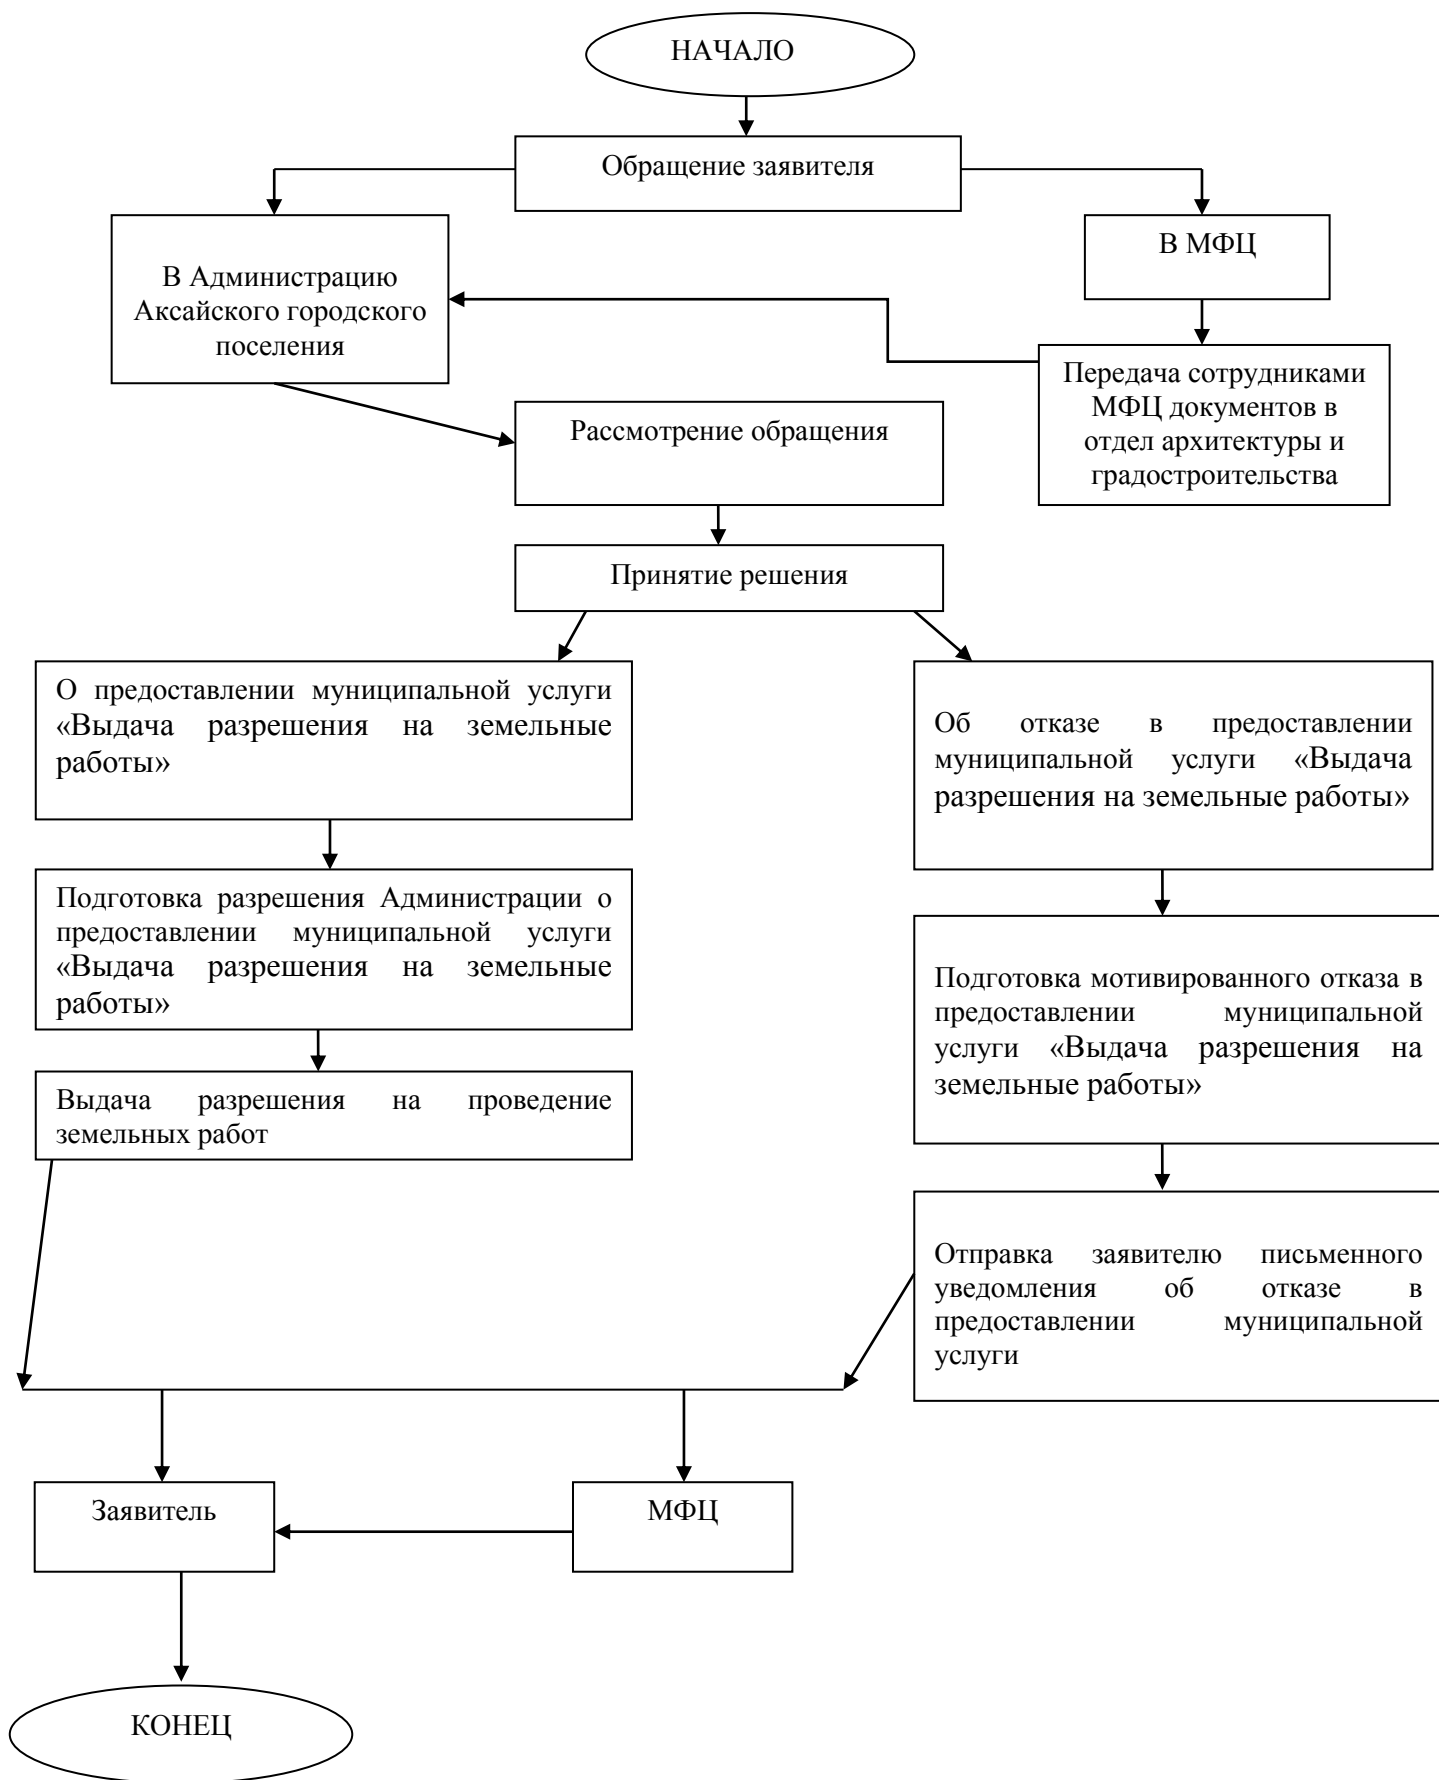 НАЧАЛО
Обращение заявителя
В Администрацию
Аксайского городского
поселения
В МФЦ
Передача сотрудниками
МФЦ документов в
отдел архитектуры и
градостроительства
Рассмотрение обращения
Принятие решения
О предоставлении муниципальной услуги
«Выдача разрешения на земельные
работы»
Об отказе в предоставлении
муниципальной услуги «Выдача
разрешения на земельные работы»
Подготовка разрешения Администрации о
предоставлении муниципальной услуги
«Выдача разрешения на земельные
работы»
Подготовка мотивированного отказа в
предоставлении муниципальной
услуги «Выдача разрешения на
земельные работы»
Выдача разрешения на проведение
земельных работ
Отправка заявителю письменного
уведомления об отказе в
предоставлении муниципальной
услуги
Заявитель
МФЦ
КОНЕЦ